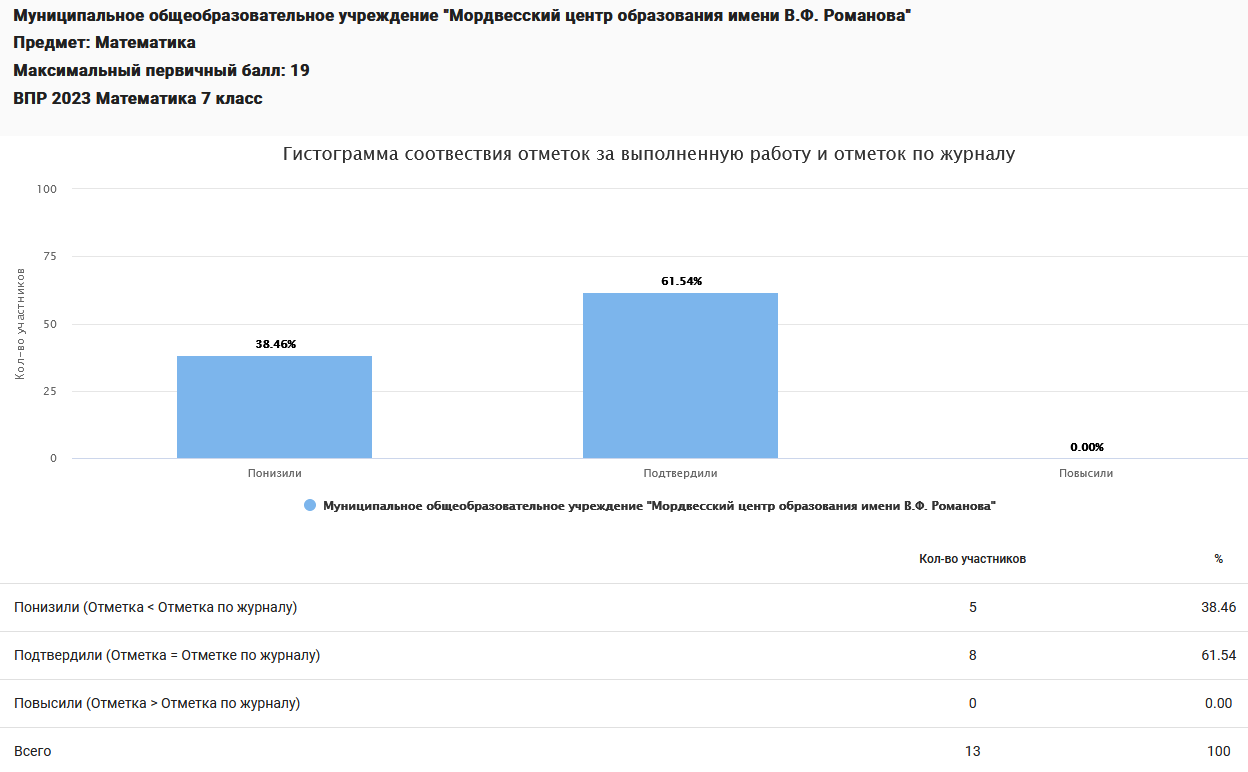 Муниципальное общеобразовательное учреждение "Мордвесский центр образования имени В.Ф. Романова"
Предмет: Математика
Максимальный первичный балл: 19
ВПР 2023 Математика 7 класс
Гистограмма соотвествия отметок за выполненную работу и отметок по журналу
Кол-во участников
100
75
50
25
0
38.46%
61.54%
0.00%
Понизили
Подтвердили
Повысили
Муниципальное общеобразовательное учреждение "Мордвесский центр образования имени В.Ф. Романова"
Кол-во участников %
Понизили (Отметка < Отметка по журналу) 5 38.46
Подтвердили (Отметка = Отметке по журналу) 8 61.54
Повысили (Отметка > Отметка по журналу) 0 0.00
Всего 13 100